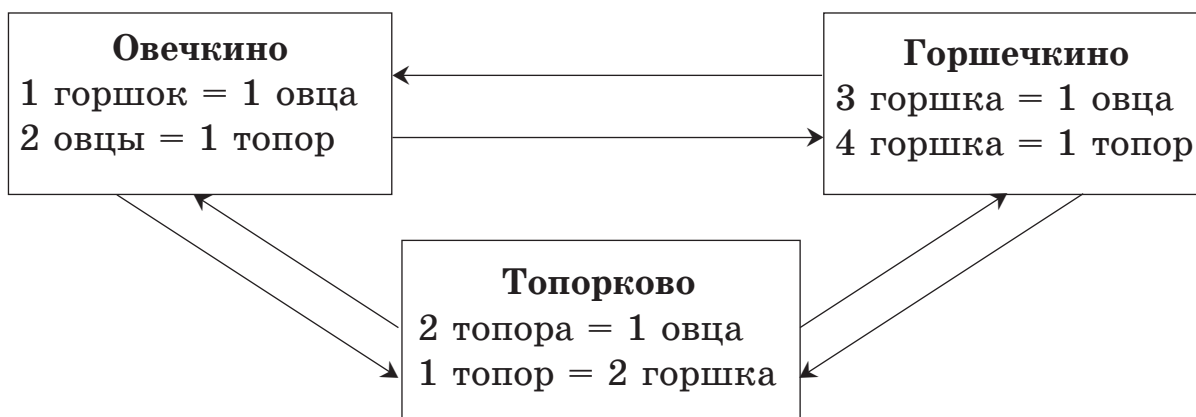 Овечкино
1 горшок = 1 овца
2 овцы = 1 топор
Горшечкино
3 горшка = 1 овца
4 горшка = 1 топор
Топорково
2 топора = 1 овца
1 топор = 2 горшка